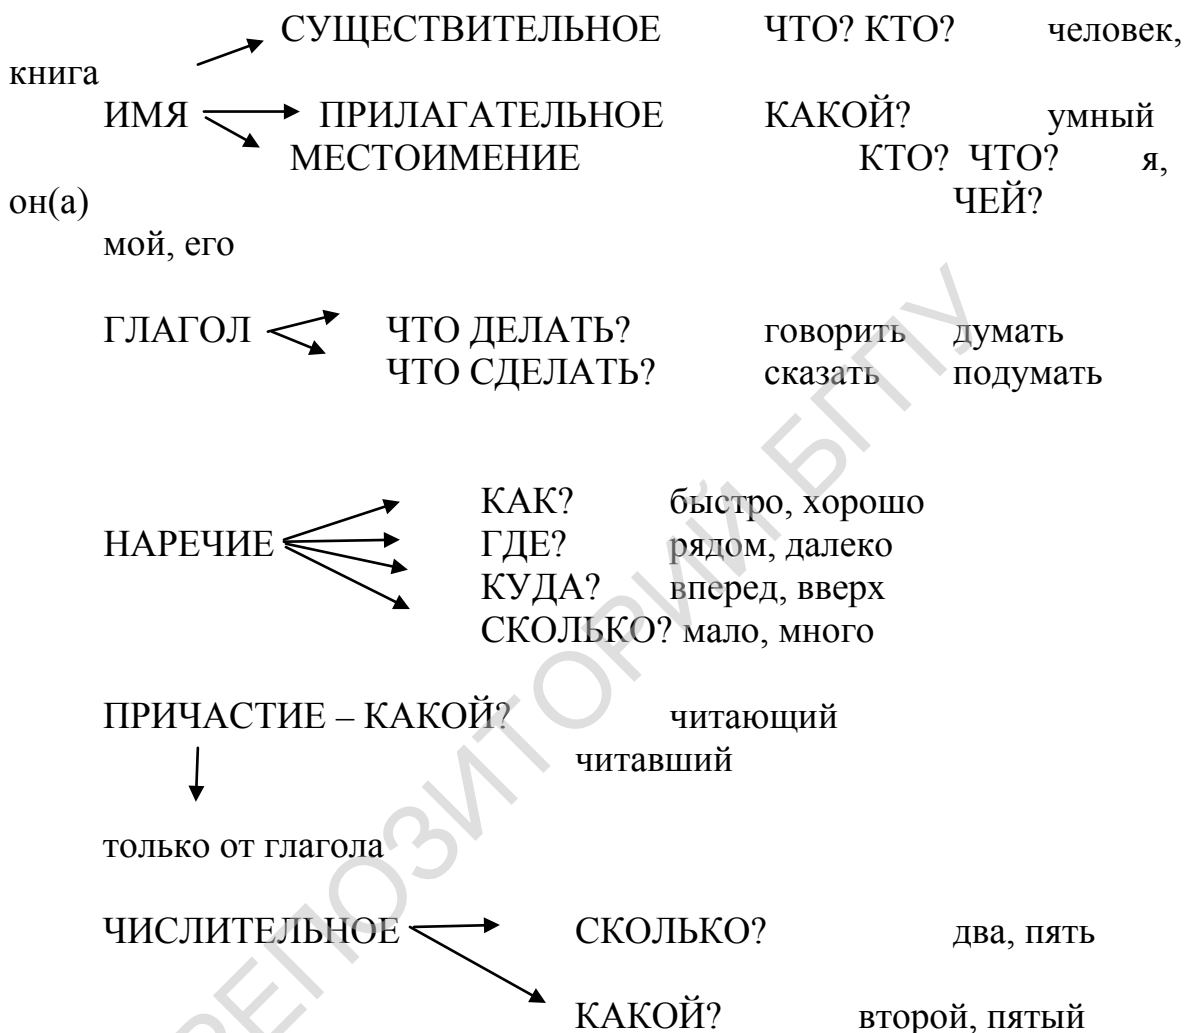 СУЩЕСТВИТЕЛЬНОЕ ЧТО? КТО? человек,
книга
ИМЯ ПРИЛАГАТЕЛЬНОЕ КАКОЙ? умный
МЕСТОИМЕНИЕ КТО? ЧТО? я,
он(а) ЧЕЙ?
мой, его
ГЛАГОЛ ЧТО ДЕЛАТЬ? говорить думать
ЧТО СДЕЛАТЬ? сказать подумать
КАК? быстро, хорошо
НАРЕЧИЕ ГДЕ? рядом, далеко
КУДА? вперед, вверх
СКОЛЬКО? мало, много
ПРИЧАСТИЕ – КАКОЙ? читающий
читавший
только от глагола
ЧИСЛИТЕЛЬНОЕ СКОЛЬКО? два, пять
КАКОЙ? второй, пятый
РЕПОЗИТОРИЙ БГПУ